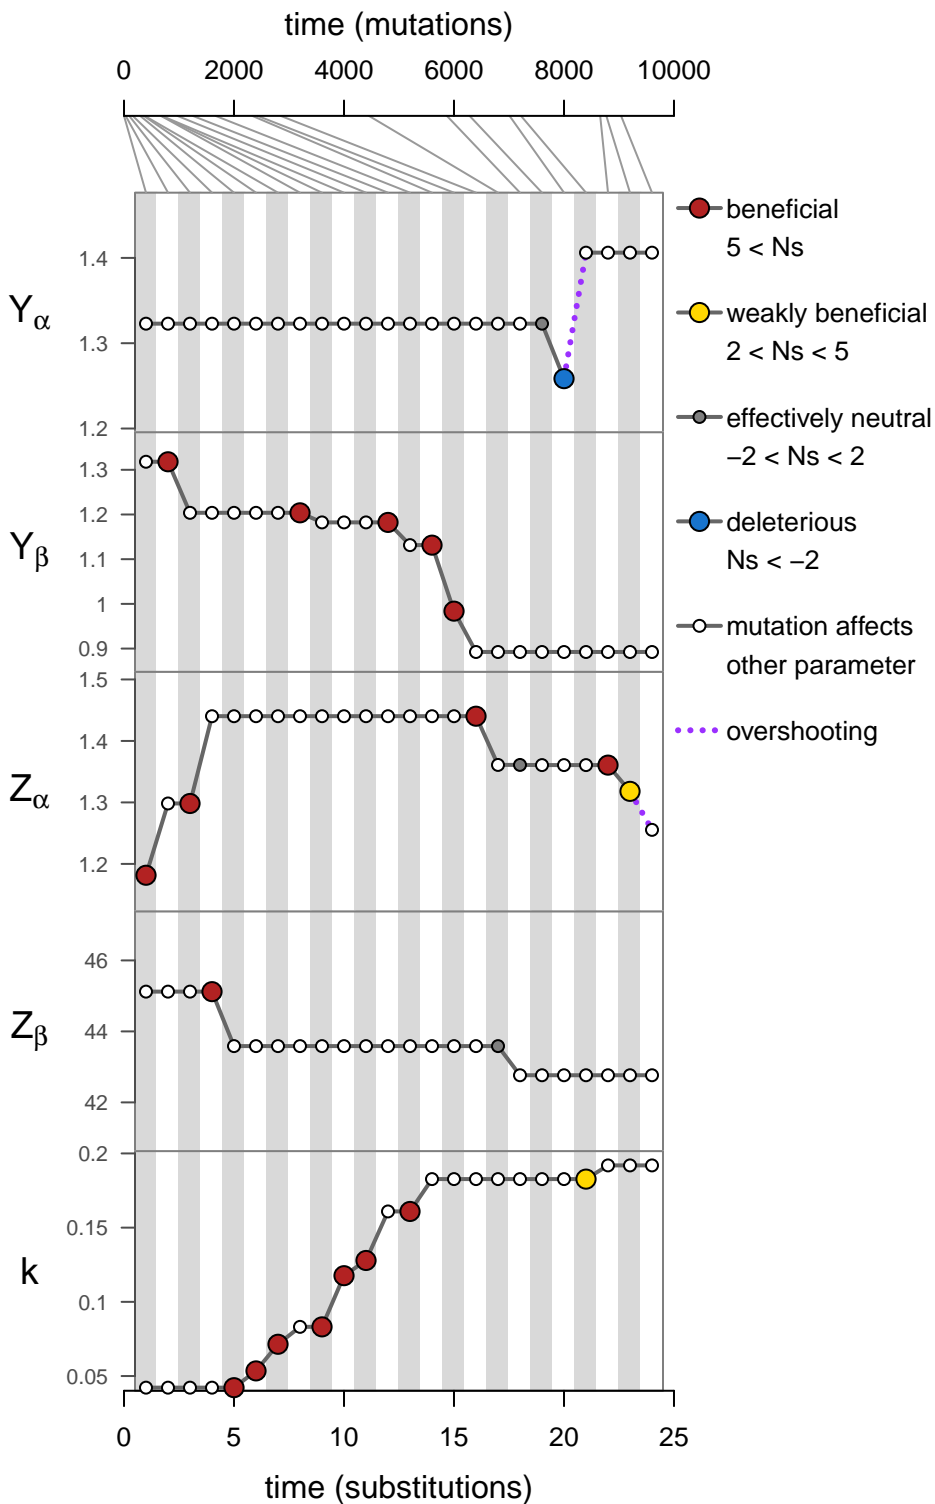 time (mutations)
0 2000 4000 6000 8000 10000
Yα
1.4
1.3
1.2
Yβ
1.3
1.2
1.1
1
0.9
Zα
1.5
1.4
1.3
1.2
Zβ
46
44
42
k
0.2
0.15
0.1
0.05
0 5 10 15 20 25
time (substitutions)
beneficial
5 < Ns
weakly beneficial
2 < Ns < 5
effectively neutral
−2 < Ns < 2
deleterious
Ns < −2
mutation affects
other parameter
overshooting